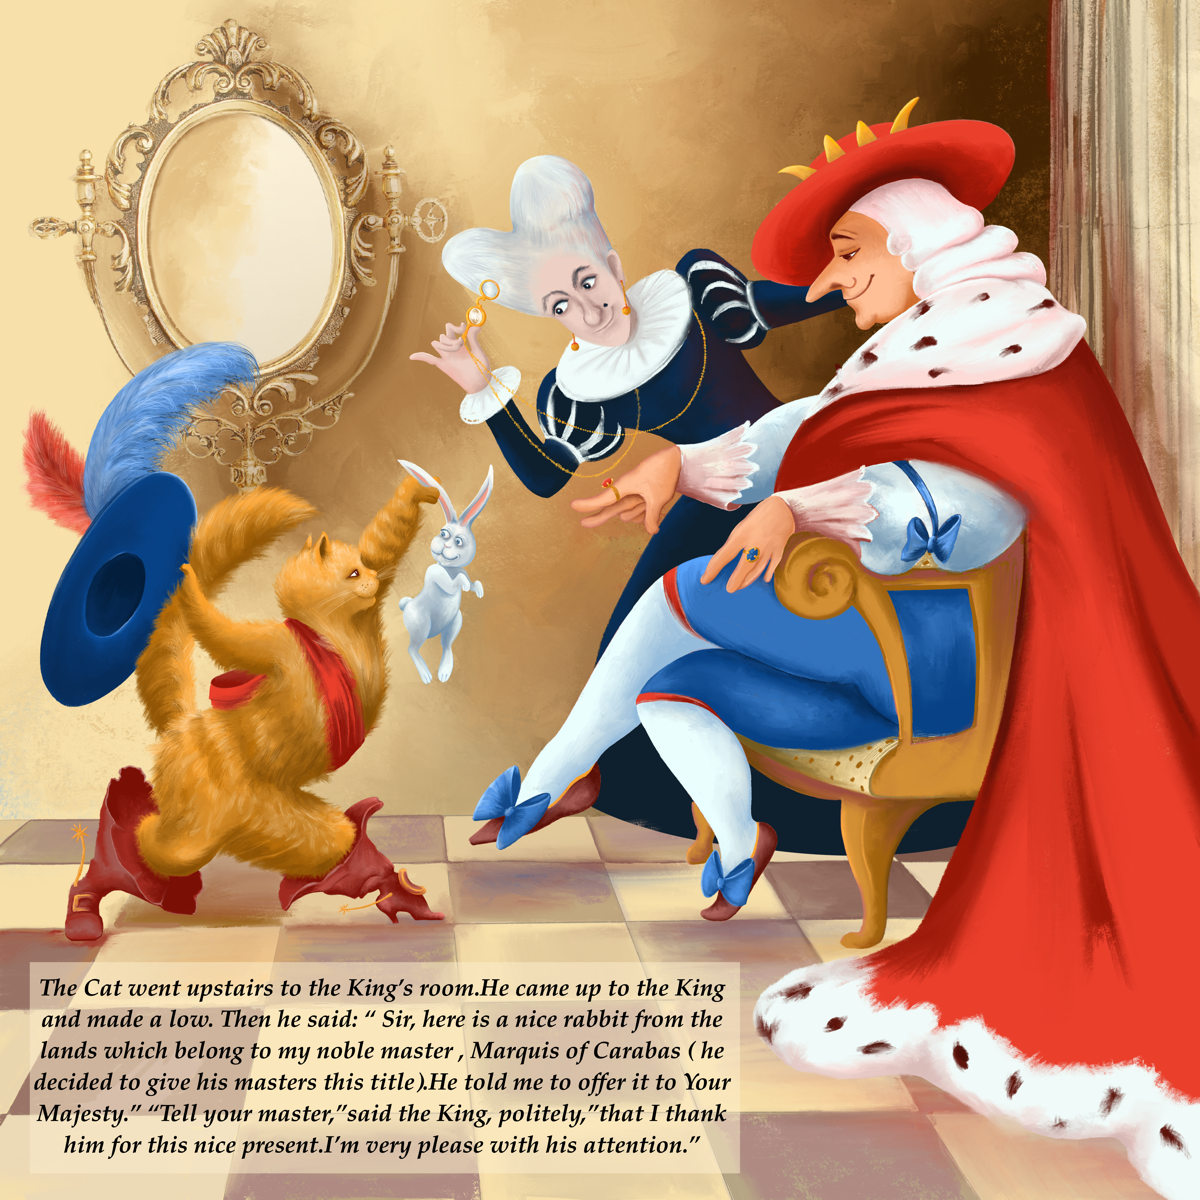 The Cat went upstairs to the King's room.He came up to the King
and made a low. Then he said: “ Sir, here is a nice rabbit from the
lands which belong to my noble master , Marquis of Carabas ( he
decided to give his masters this title).He told me to offer it to Your
Majesty.” “Tell your master,”said the King, politely,”that I thank
him for this nice present.I'm very please with his attention.”